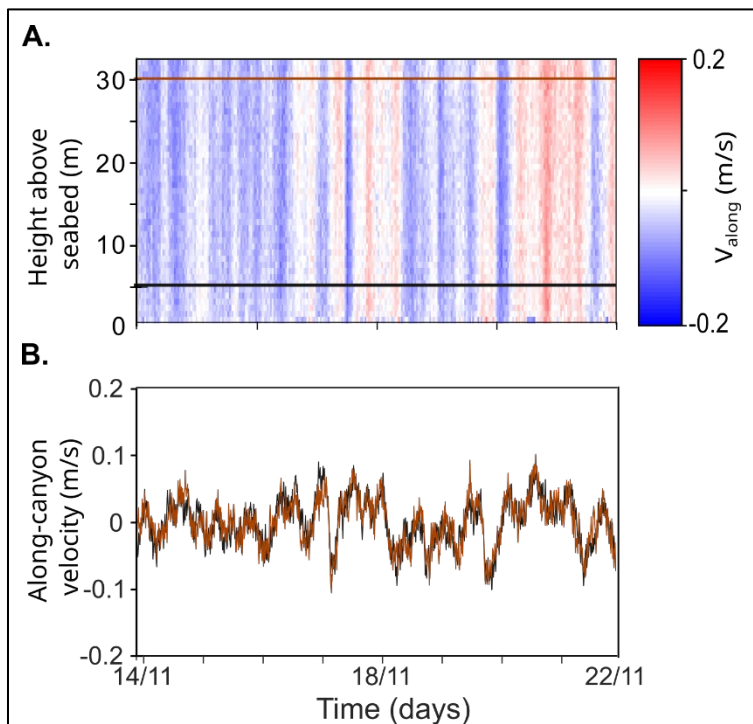 A.
Height above
seabed (m)
30
20
10
0
0.2
-0.2
V along (m/s)
B.
Along-canyon
velocity (m/s)
0.2
0.1
0
-0.1
-0.2
14/11
18/11
22/11
Time (days)